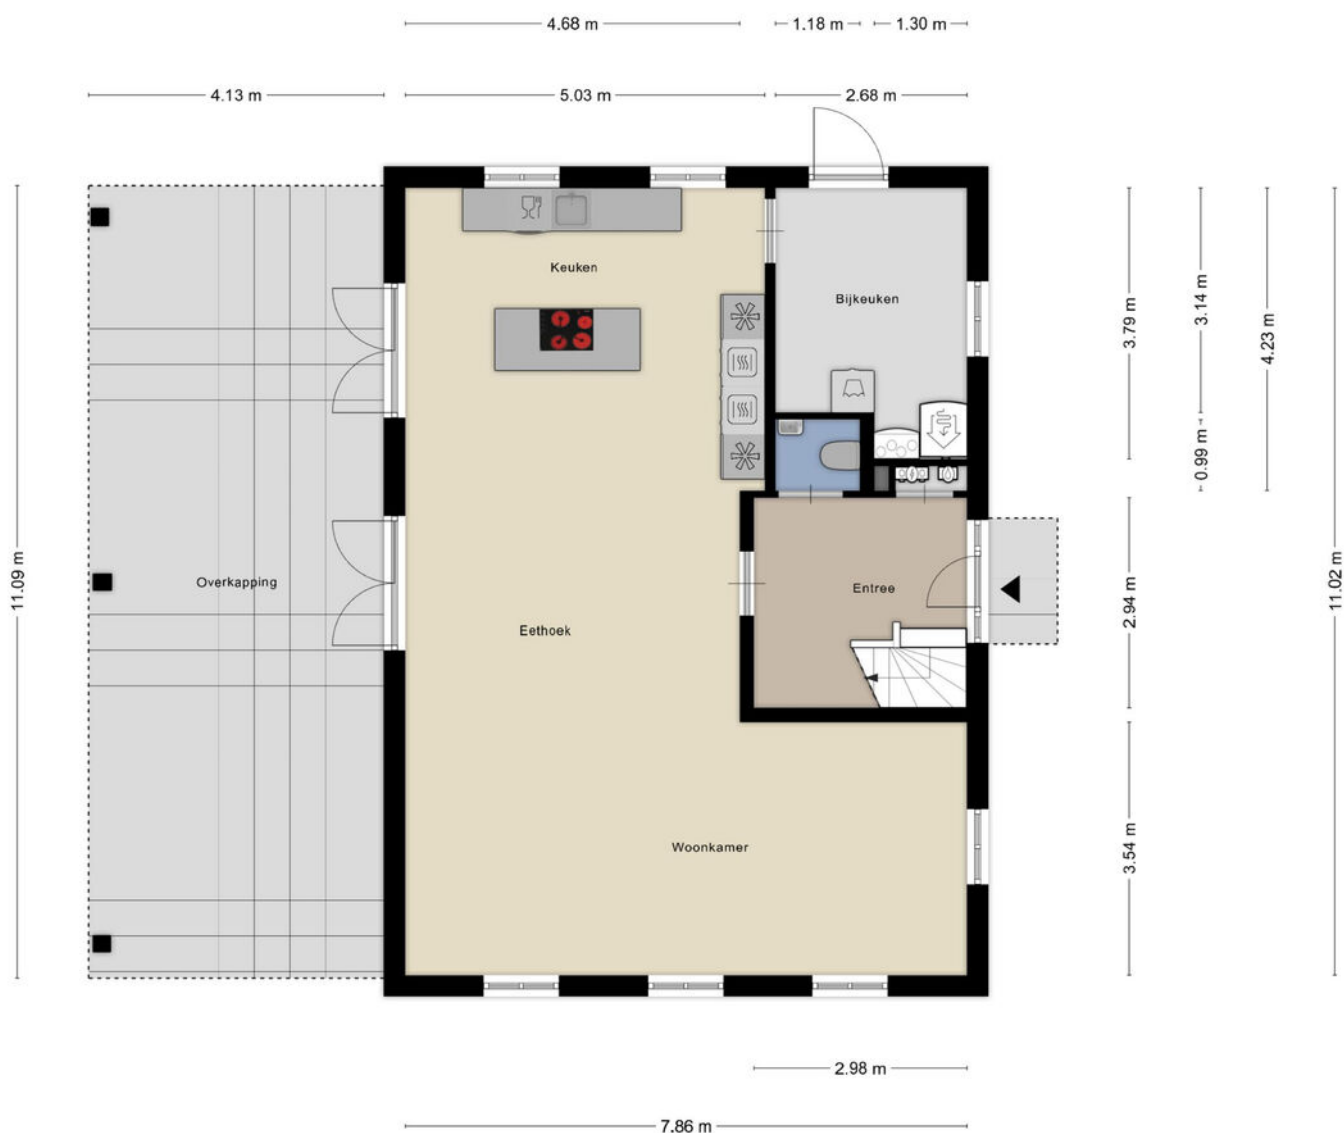 4.68 m
1.18 m
1.30 m
4.13 m
5.03 m
2.68 m
Keuken
Bijkeuken
3.79 m
3.14 m
4.23 m
0.99 m
11.09 m
Overkapping
Eethoek
Entree
2.94 m
11.02 m
Woonkamer
3.54 m
2.98 m
7.86 m